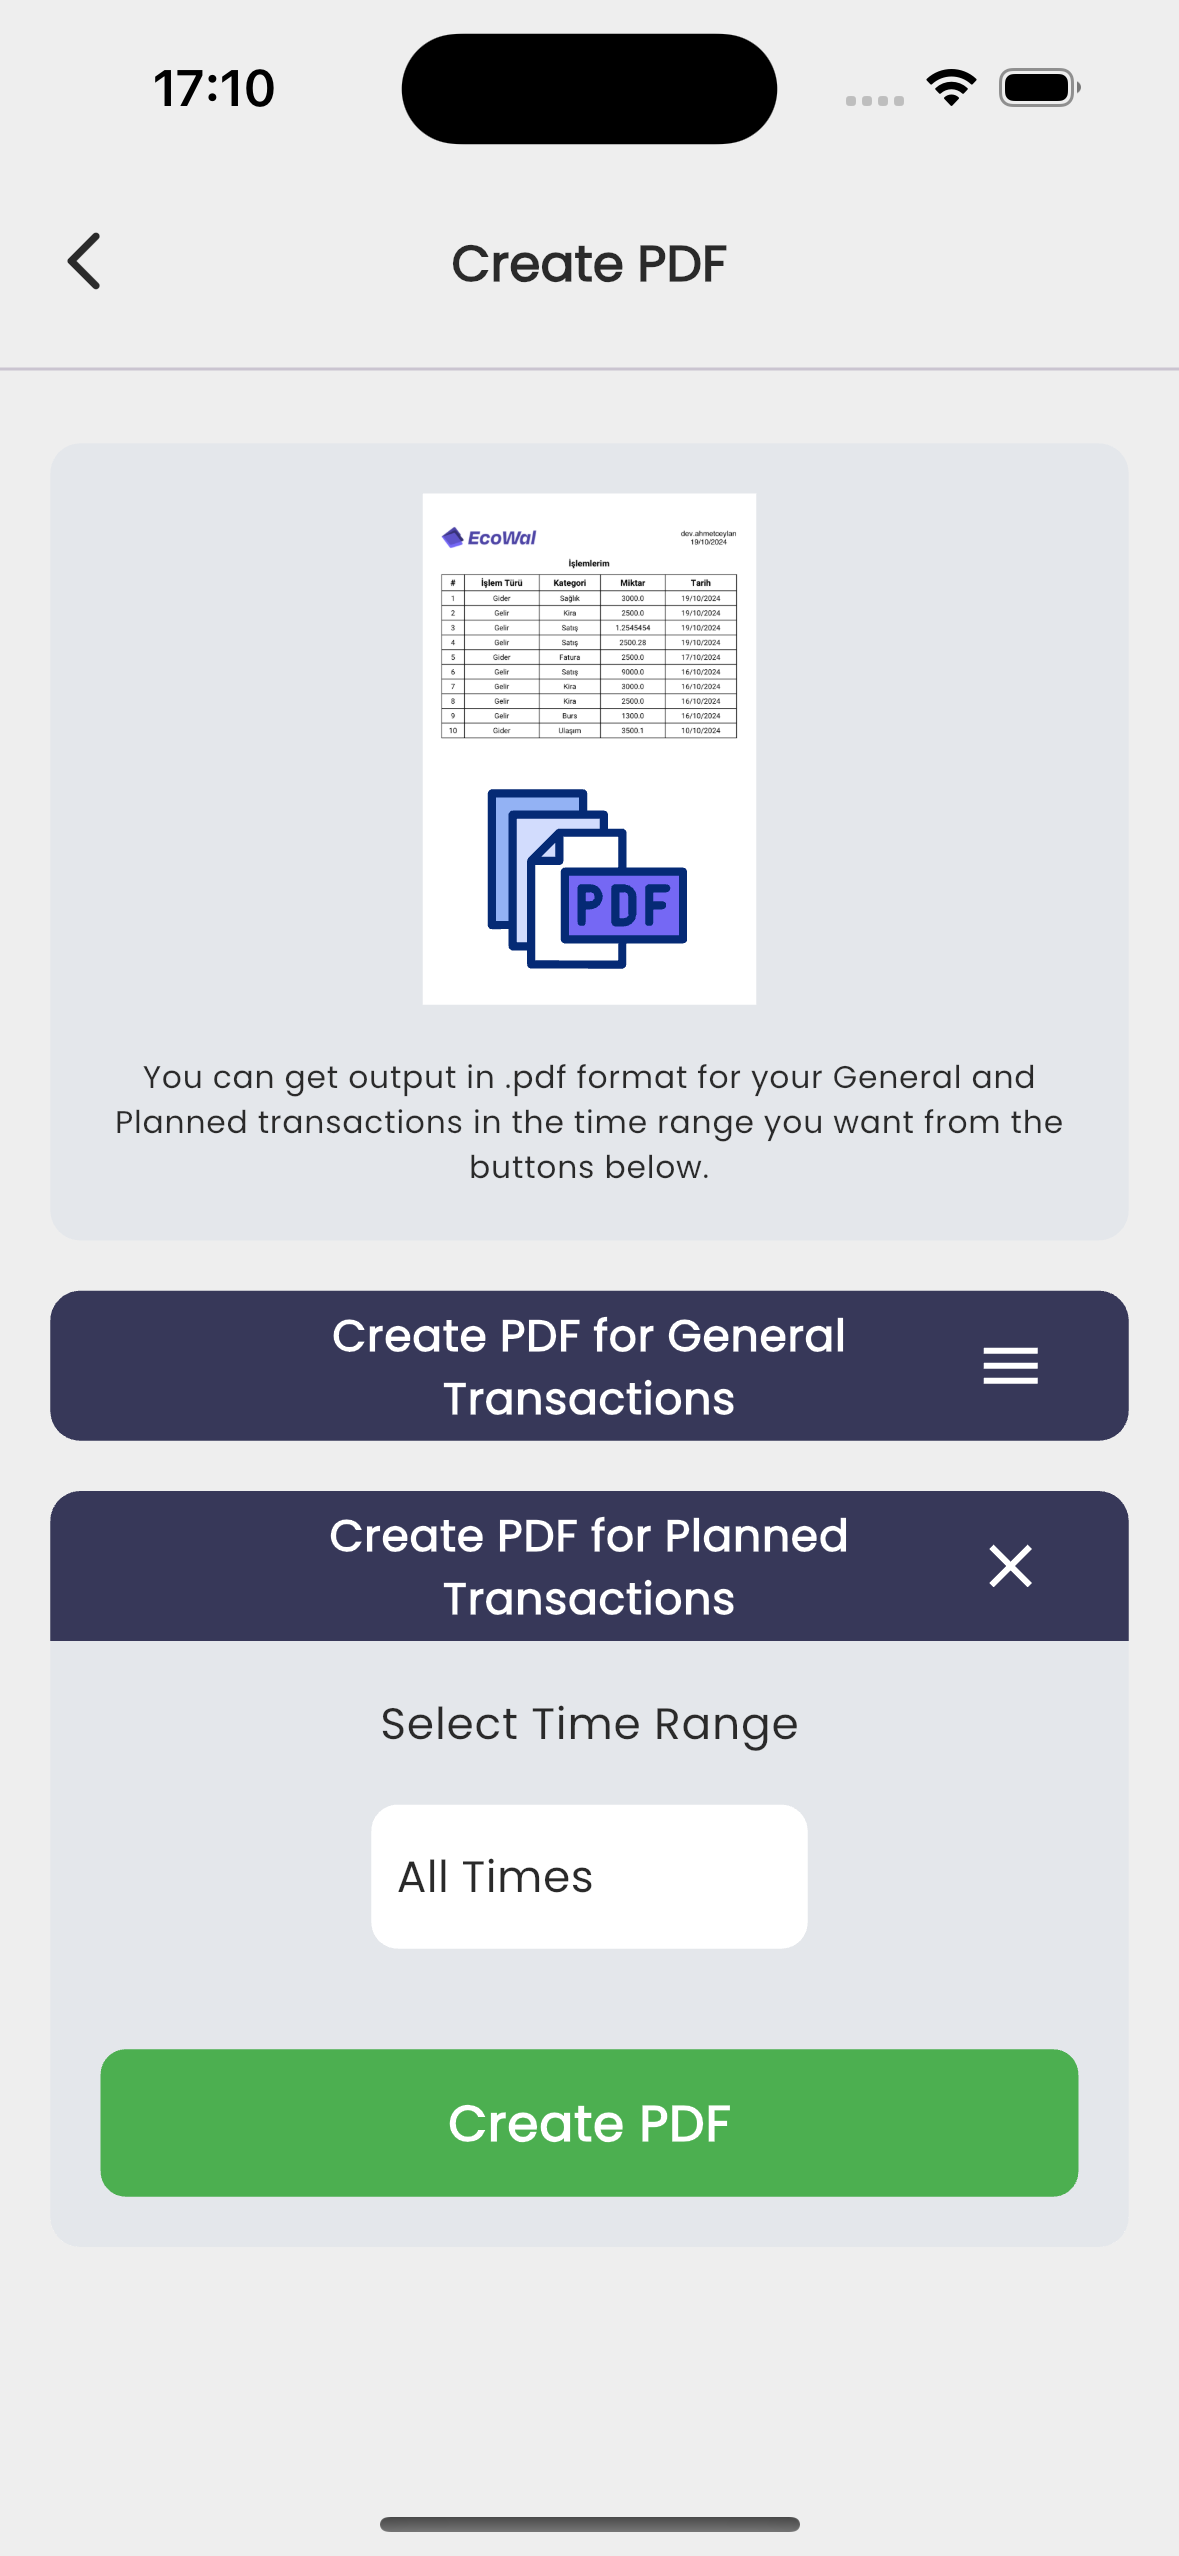 17:10
Create PDF
EcoWal
dev.ahmetceylan
19/10/2024
İşlemlerim
# İşlem Türü Kategori Miktar Tarih
1 Gider Sağlık 3000.0 19/10/2024
2 Gelir Kira 2500.0 19/10/2024
3 Gelir Satış 1.2545454 19/10/2024
4 Gelir Satış 2500.28 19/10/2024
5 Gider Fatura 2500.0 17/10/2024
6 Gelir Satış 9000.0 16/10/2024
7 Gelir Kira 3000.0 16/10/2024
8 Gelir Kira 2500.0 16/10/2024
9 Gelir Burs 1300.0 16/10/2024
10 Gider Ulaşım 3500.1 10/10/2024
PDF
You can get output in .pdf format for your General and
Planned transactions in the time range you want from the
buttons below.
Create PDF for General
Transactions
Create PDF for Planned
Transactions
Select Time Range
All Times
Create PDF